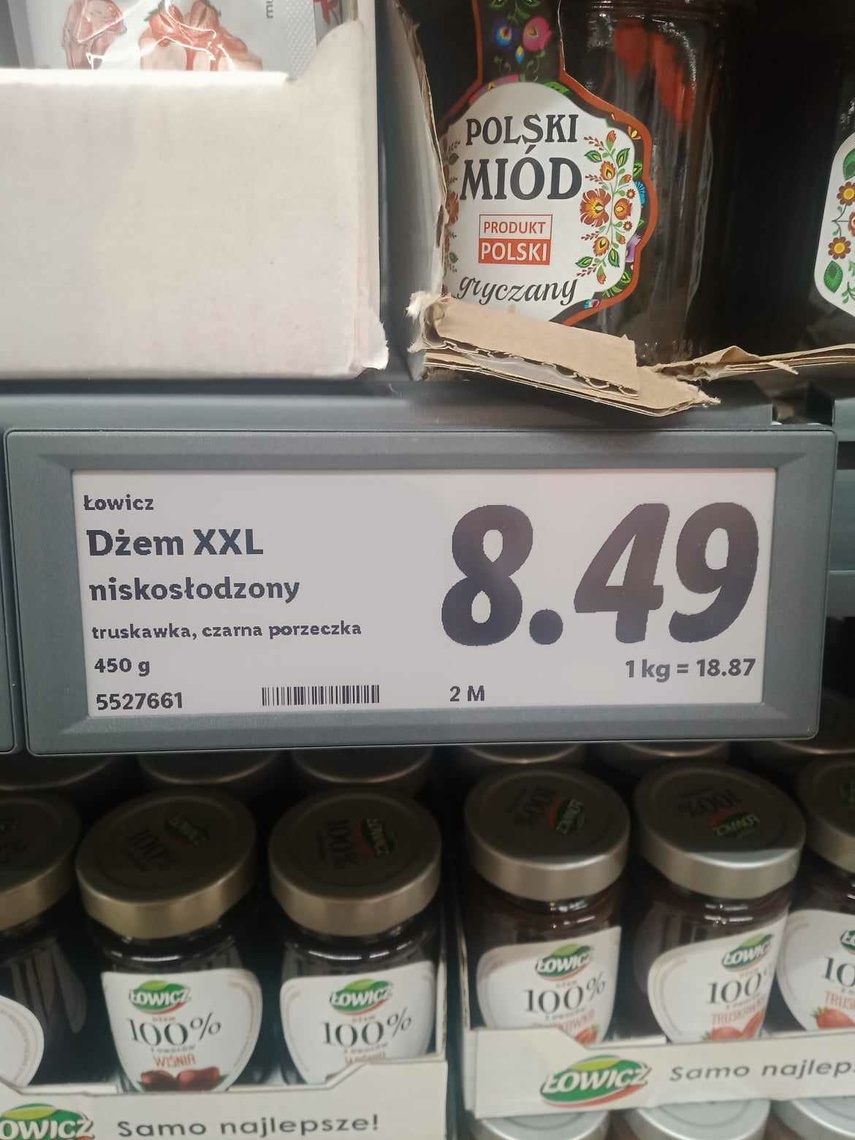 POLSKI
MIÓD
PRODUKT
POLSKI
gryczany
Łowicz
Dżem XXL
niskosłodzony
truskawka, czarna porzeczka
450 g
5527661
8.49
1 kg = 18.87
2 M
ŁOWICZ
100%
WIŚNIA
ŁOWICZ
100%
ŁOWICZ
100%
ŁOWICZ
100%
TRUSKAWKA
ŁOWICZ Samo najlepsze!
ŁOWICZ Samo najlep